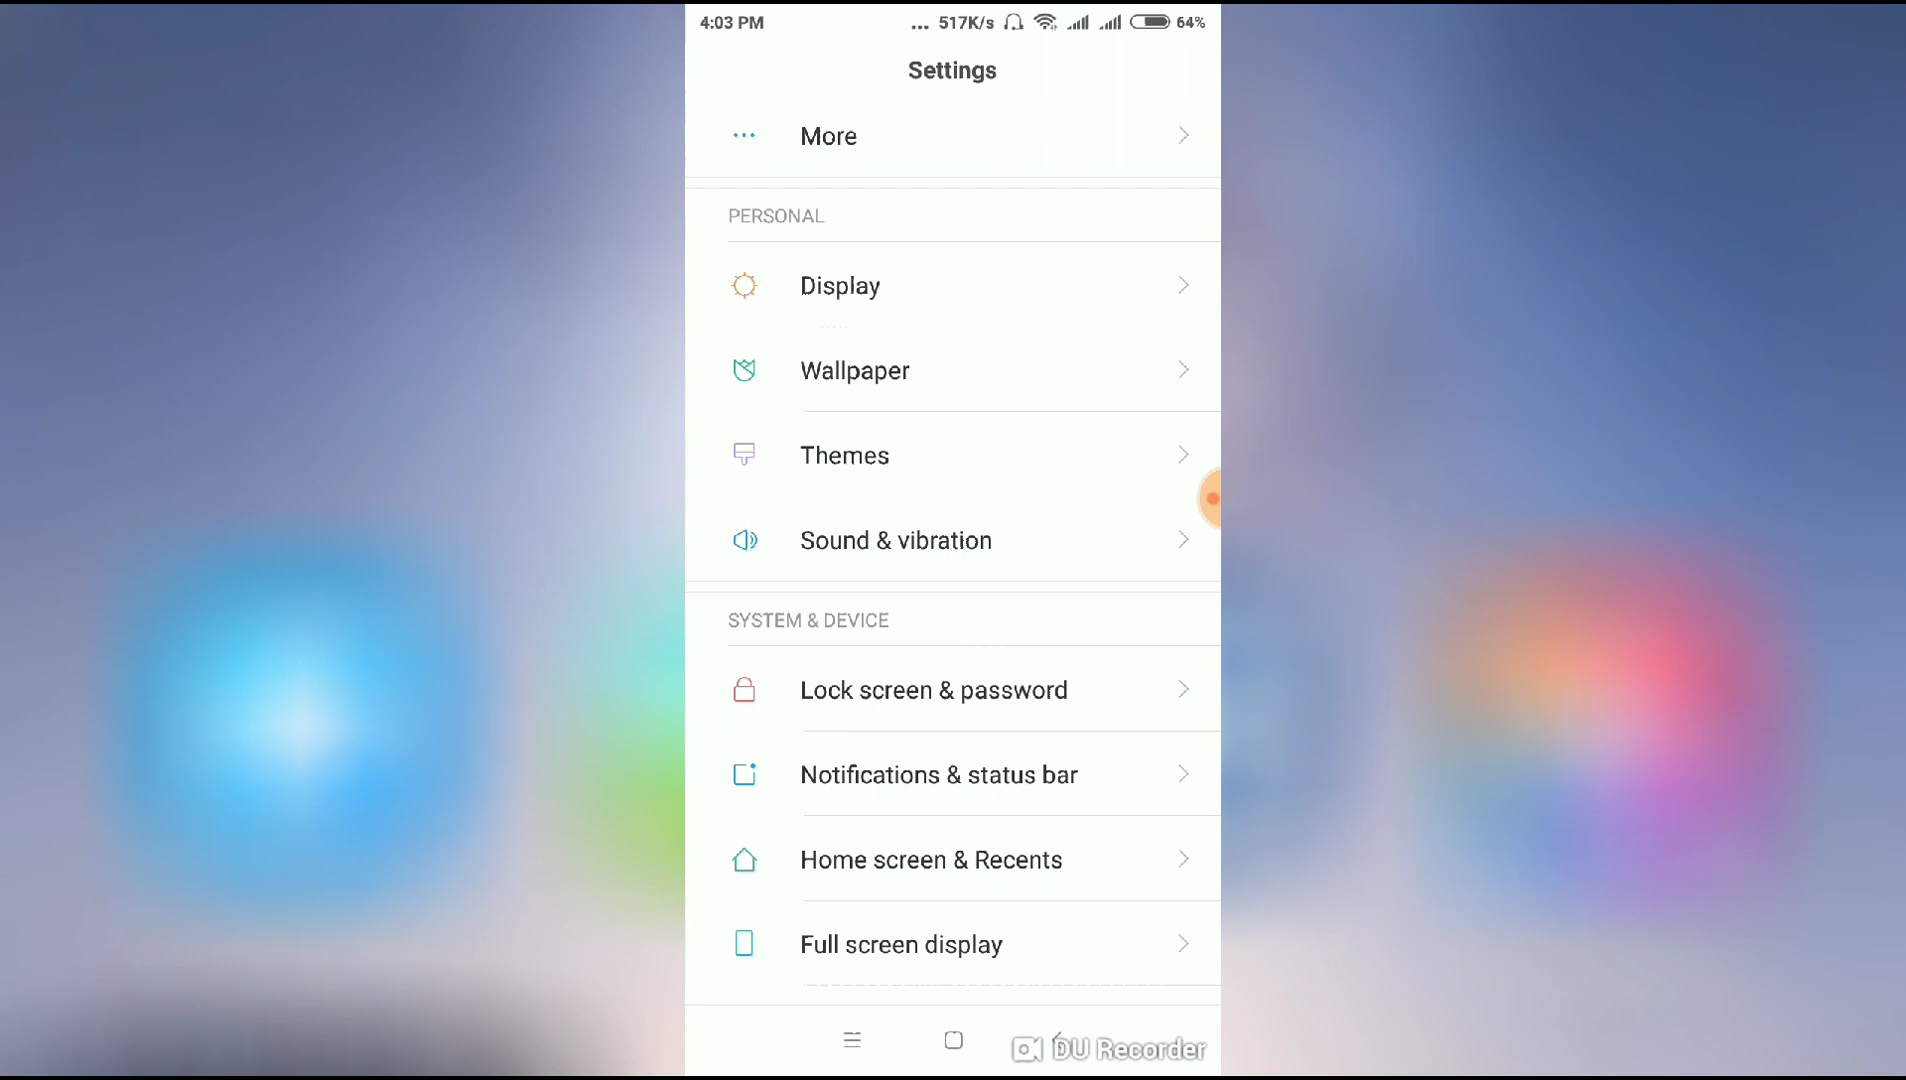 4:03 PM ... 517K/s 64%
Settings
More
PERSONAL
Display
Wallpaper
Themes
Sound & vibration
SYSTEM & DEVICE
Lock screen & password
Notifications & status bar
Home screen & Recents
Full screen display
DU Recorder